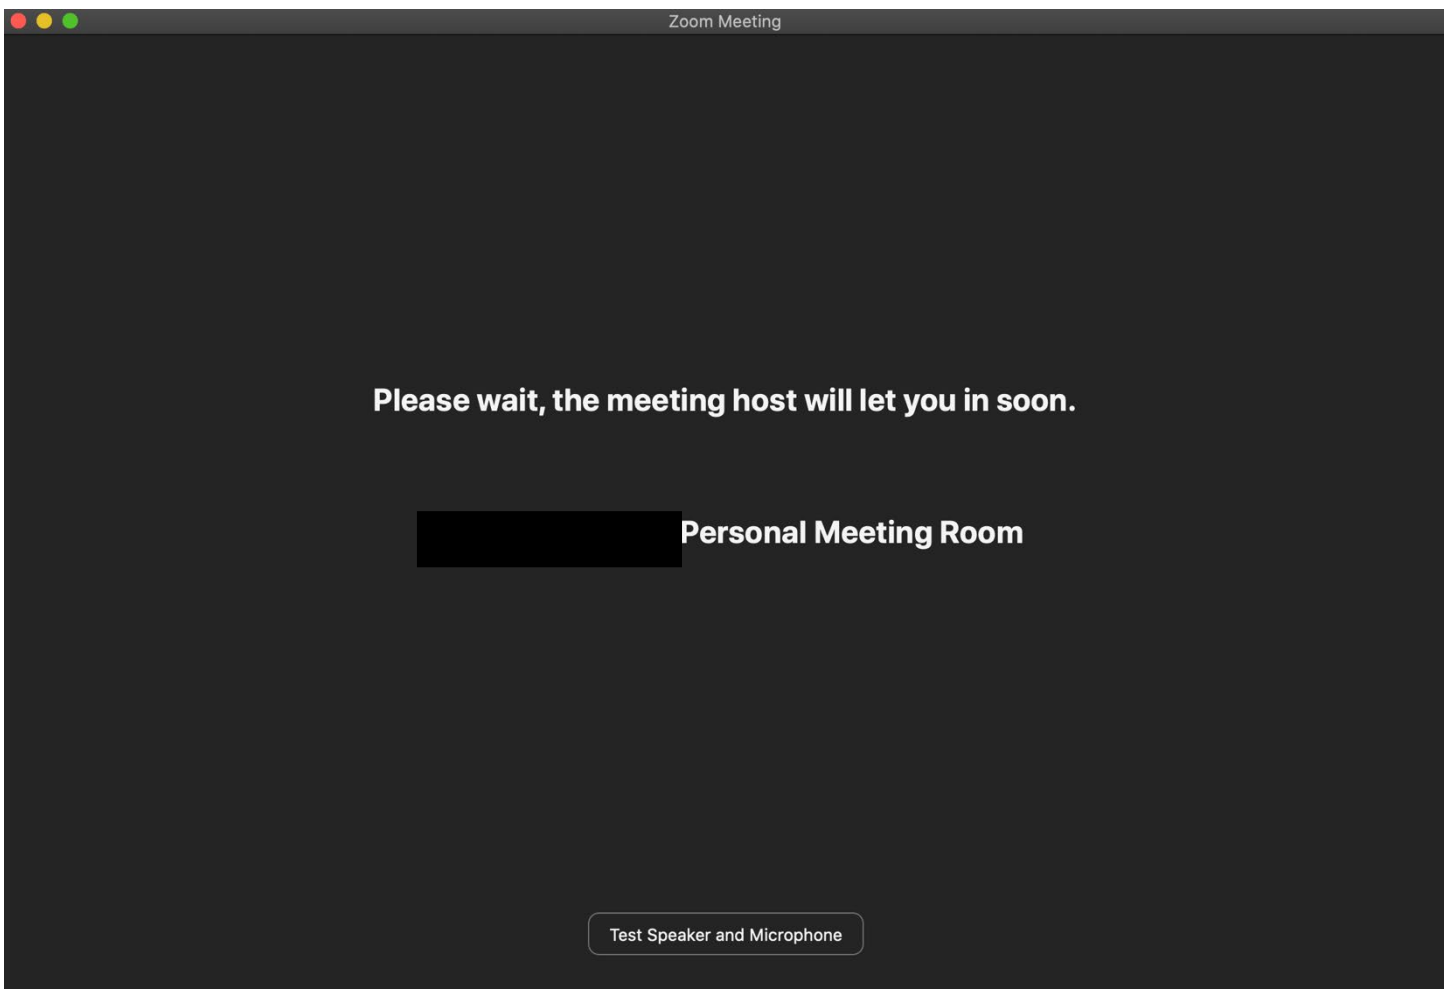 Zoom Meeting
Please wait, the meeting host will let you in soon.
Personal Meeting Room
Test Speaker and Microphone